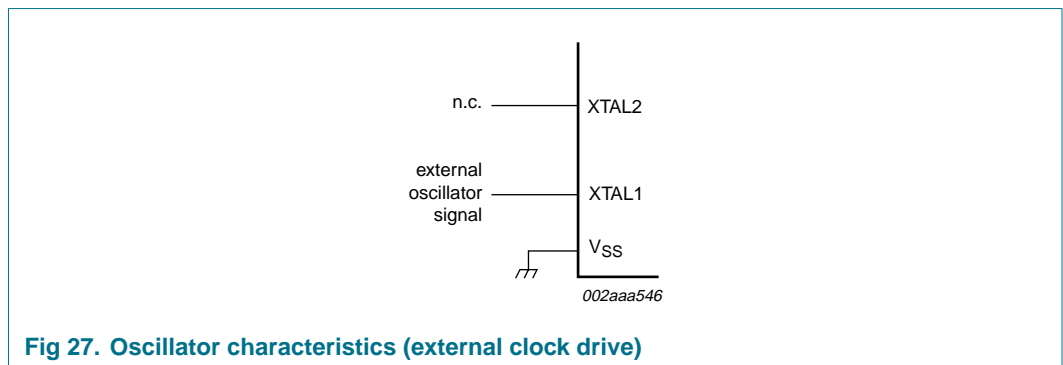 n.c.
XTAL2
external
oscillator
signal
XTAL1
VSS
002aaa546
Fig 27. Oscillator characteristics (external clock drive)